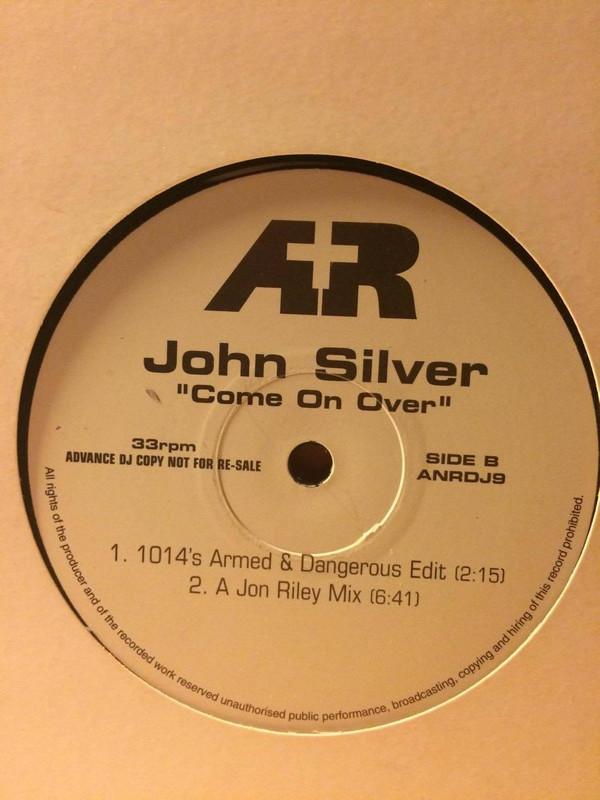 A+R
John Silver
"Come On Over"
33rpm
ADVANCE DJ COPY NOT FOR RE-SALE
SIDE B
ANRDJ9
1. 1014's Armed & Dangerous Edit (2:15)
2. A Jon Riley Mix (6:41)
All rights of the producer and of the recorded work reserved unauthorised public performance, broadcasting, copying and hiring of this record prohibited.